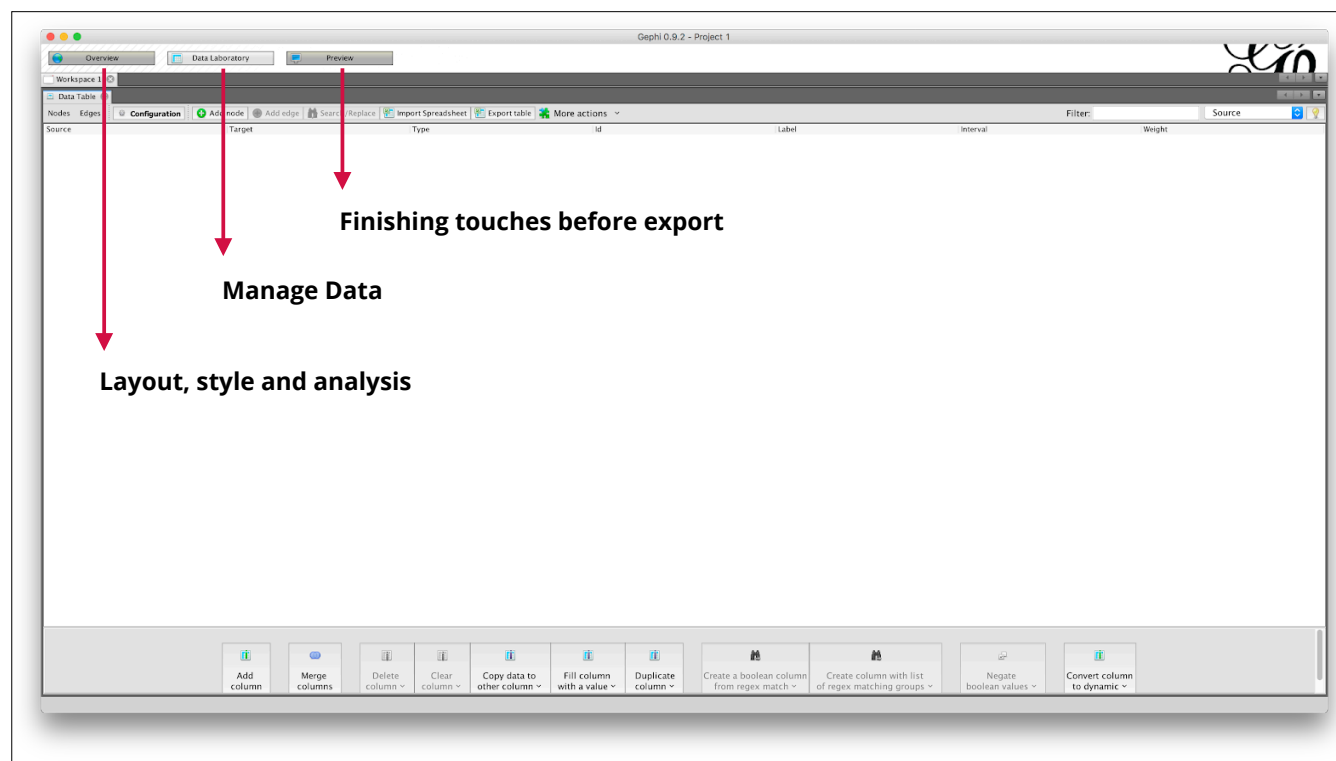 Gephi 0.9.2 - Project 1
Overview Data Laboratory Preview
Workspace 1
Data Table
Nodes Edges Configuration Add node Add edge Search/Replace Import Spreadsheet Export table More actions Filter: Source
Source Target Type Id Label Interval Weight
Finishing touches before export
Manage Data
Layout, style and analysis
Add column
Merge columns
Delete column
Clear column
Copy data to other column
Fill column with a value
Duplicate column
Create a boolean column from regex match
Create column with list of regex matching groups
Negate boolean values
Convert column to dynamic